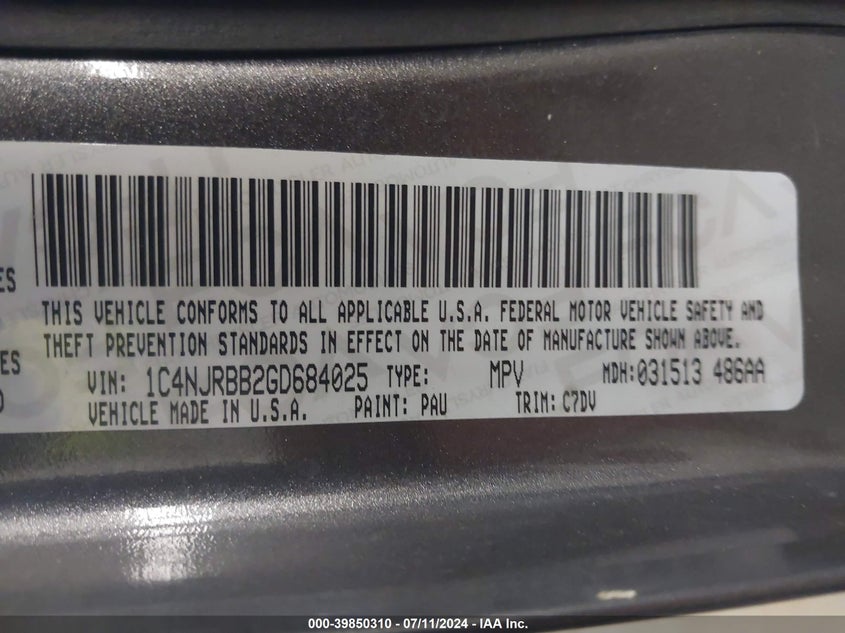 ES
THIS VEHICLE CONFORMS TO ALL APPLICABLE U.S.A. FEDERAL MOTOR VEHICLE SAFETY AND
THEFT PREVENTION STANDARDS IN EFFECT ON THE DATE OF MANUFACTURE SHOWN ABOVE.
ES
VIN: 1C4NJRBB2GD684025 TYPE: MPV MDH:031513 486AA
VEHICLE MADE IN U.S.A. PAINT: PAU TRIM: C7DV
000-39850310 - 07/11/2024 - IAA Inc.